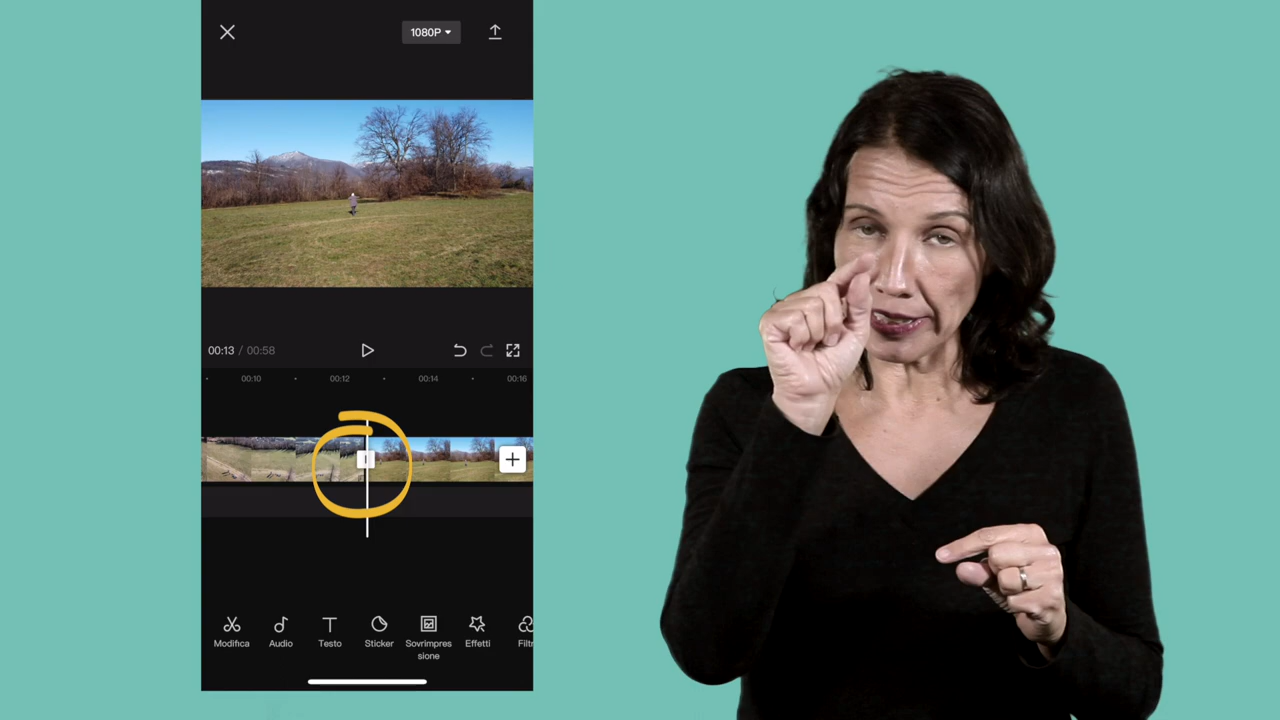 1080P
00:13 / 00:58
00:10 00:12 00:14 00:16
Modifica Audio Testo Sticker Sovrimpres Effetti Filtr
sione